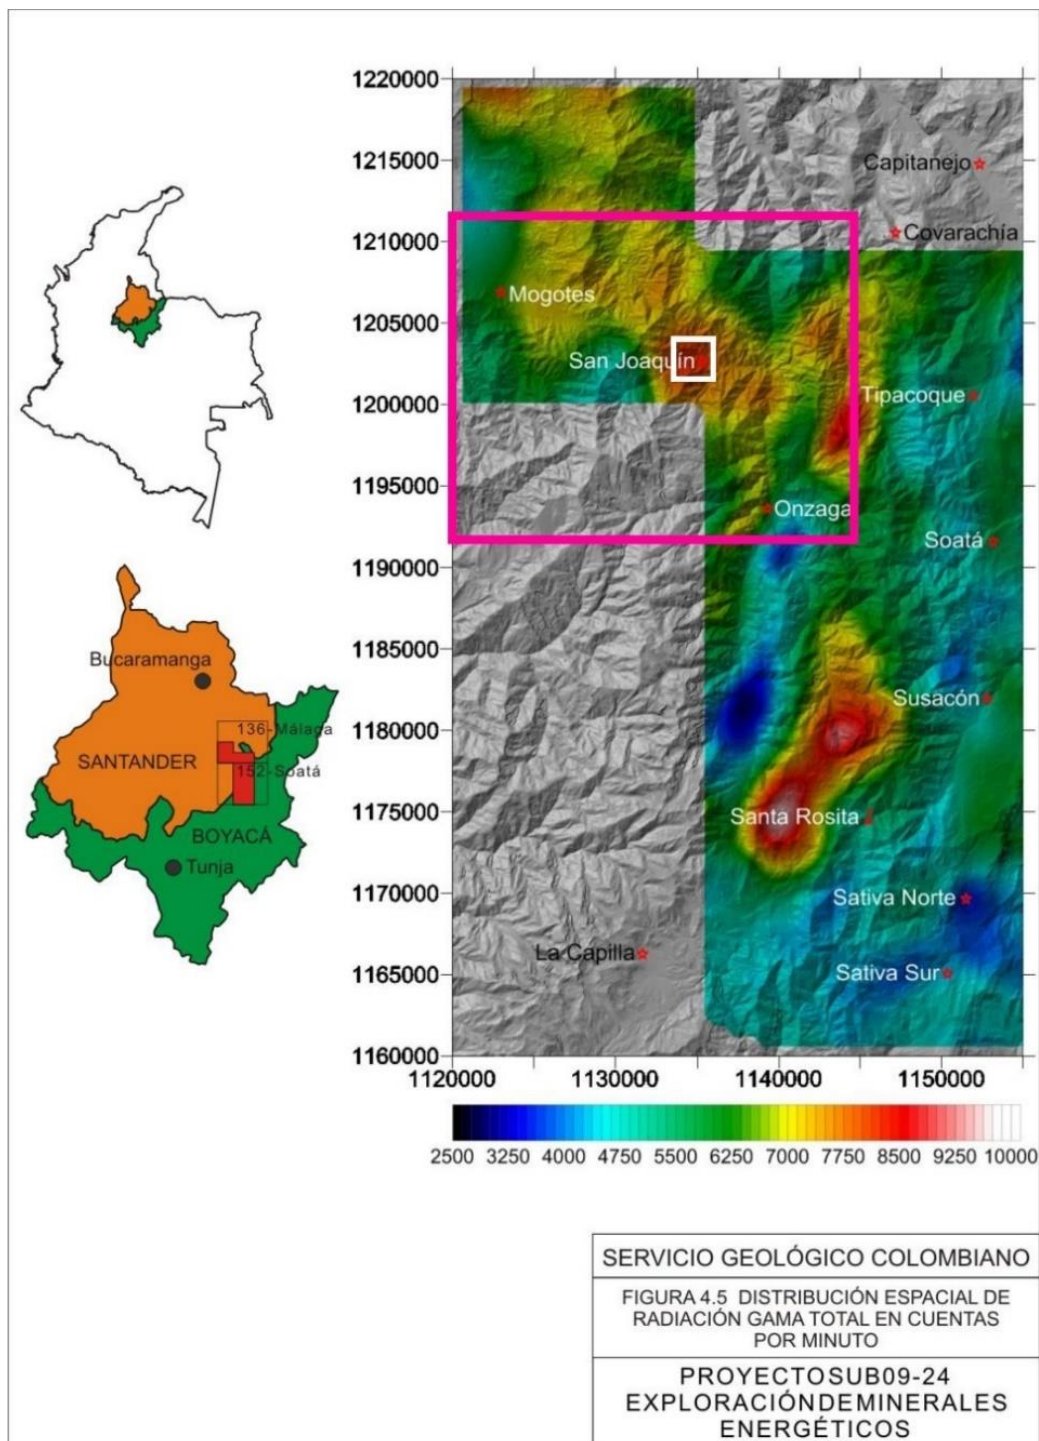 1220000
1215000
1210000
1205000
1200000
1195000
1190000
1185000
1180000
1175000
1170000
1165000
1160000
1120000
1130000
1140000
1150000
Capitanejo
Covarachía
Mogotes
San Joaquín
Tipacoque
Onzaga
Soatá
Susacón
Santa Rosita
Sativa Norte
La Capilla
Sativa Sur
Bucaramanga
136-Málaga
SANTANDER
152-Soatá
BOYACÁ
Tunja
2500 3250 4000 4750 5500 6250 7000 7750 8500 9250 10000
SERVICIO GEOLÓGICO COLOMBIANO
FIGURA 4.5 DISTRIBUCIÓN ESPACIAL DE
RADIACIÓN GAMA TOTAL EN CUENTAS
POR MINUTO
PROYECTOSUB09-24
EXPLORACIÓNDEMINERALES
ENERGÉTICOS